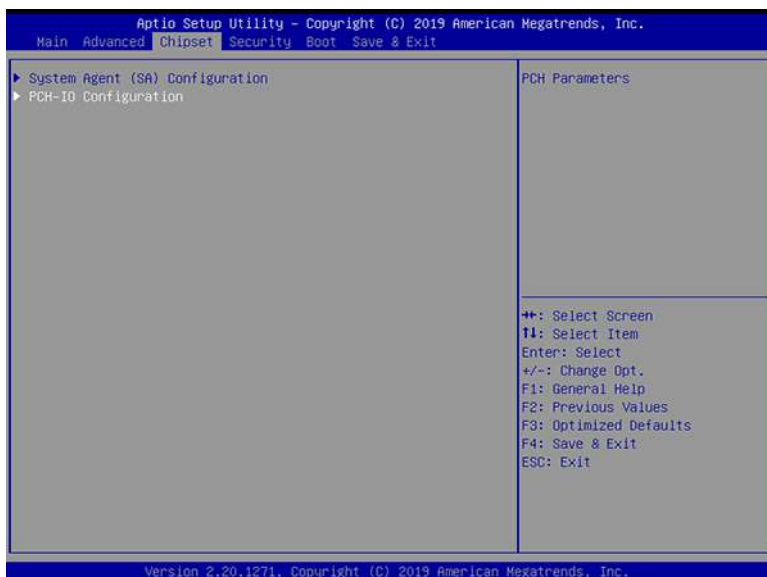 Aptio Setup Utility – Copyright (C) 2019 American Megatrends, Inc.
Main Advanced Chipset Security Boot Save & Exit
System Agent (SA) Configuration
PCH-IO Configuration
PCH Parameters
→←: Select Screen
↑↓: Select Item
Enter: Select
+/-: Change Opt.
F1: General Help
F2: Previous Values
F3: Optimized Defaults
F4: Save & Exit
ESC: Exit
Version 2.20.1271. Copyright (C) 2019 American Megatrends, Inc.